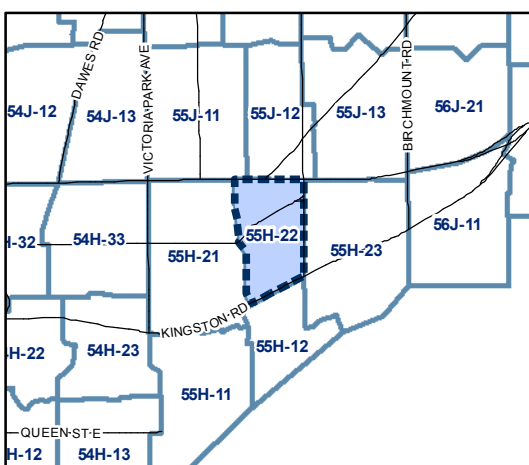 DAWES RD
VICTORIA PARK AVE
BIRCHMOUNT RD
54J-12
54J-13
55J-11
55J-12
55J-13
56J-21
H-32
54H-33
55H-21
55H-22
55H-23
56J-11
KINGSTON RD
H-22
54H-23
55H-12
55H-11
QUEEN ST E
H-12
54H-13